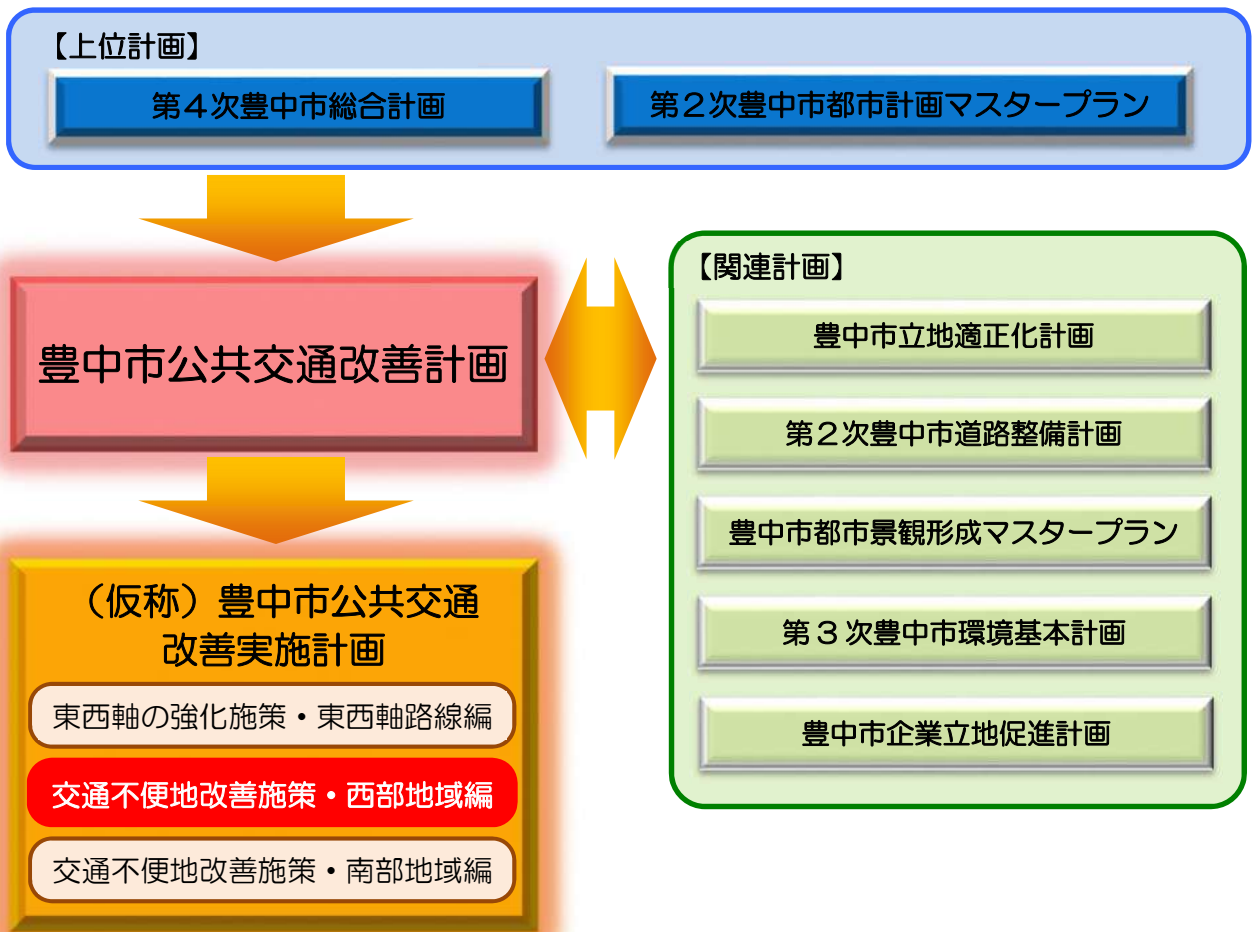 【上位計画】
第４次豊中市総合計画
第２次豊中市都市計画マスタープラン
豊中市公共交通改善計画
【関連計画】
豊中市立地適正化計画
第２次豊中市道路整備計画
豊中市都市景観形成マスタープラン
第３次豊中市環境基本計画
豊中市企業立地促進計画
（仮称）豊中市公共交通
改善実施計画
東西軸の強化施策・東西軸路線編
交通不便地改善施策・西部地域編
交通不便地改善施策・南部地域編